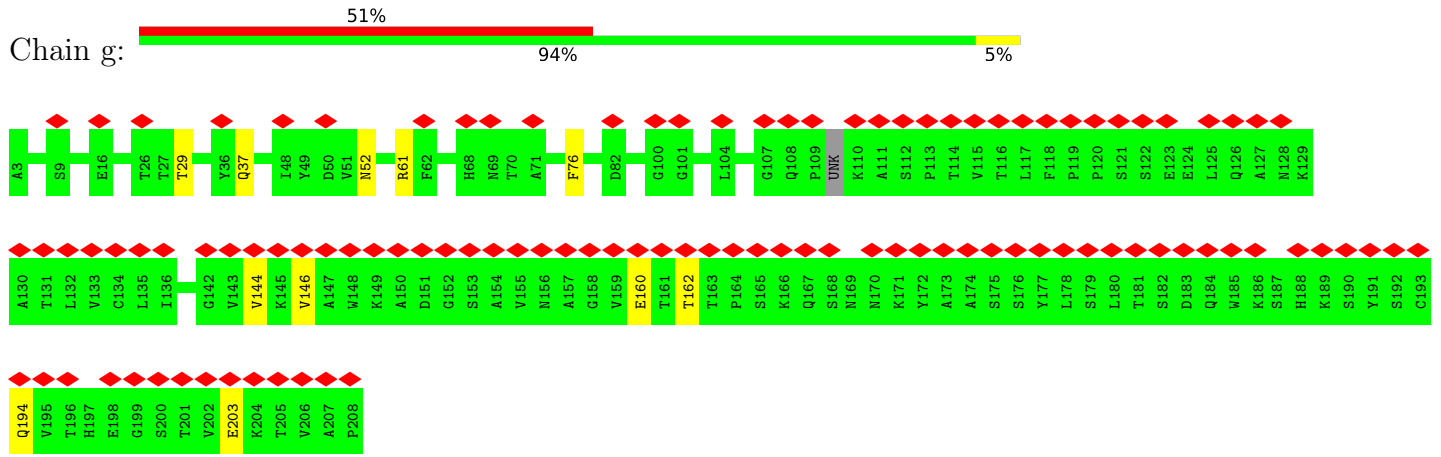 51%
Chain g:
94% 5%
A3 S9 E16 T26 T27 T29 Y36 Q37 I48 Y49 D50 V51 N52 R61 F62 H68 N69 T70 A71 F76 D82 G100 G101 L104 G107 Q108 P109 UNK K110 A111 S112 P113 T114 V115 T116 L117 F118 P119 P120 S121 S122 E123 E124 L125 Q126 A127 N128 K129
A130 T131 L132 V133 C134 L135 I136 G142 V143 V144 K145 V146 A147 W148 K149 A150 D151 G152 S153 A154 V155 N156 A157 G158 V159 E160 T161 T162 T163 P164 S165 K166 Q167 S168 N169 N170 K171 Y172 A173 A174 S175 S176 Y177 L178 S179 L180 T181 S182 D183 Q184 W185 K186 S187 H188 K189 S190 Y191 S192 C193
Q194 V195 T196 H197 E198 G199 S200 T201 V202 E203 K204 T205 V206 A207 P208